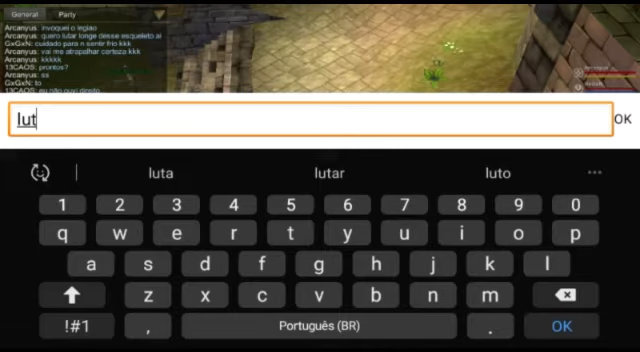 General Party
Arcanyus: invoquei o legiao
Arcanyus: quero lutar longe desse esqueleto ai
GxGxN: cuidado para n sentir frio kkk
Arcanyus: vai me atrapalhar certeza kkk
Arcanyus: kkkkk
13CAOS: prontos?
Arcanyus: ss
GxGxN: to
13CAOS: eu não ouvi direito...
lut OK
luta lutar luto ...
1 2 3 4 5 6 7 8 9 0
q w e r t y u i o p
a s d f g h j k l
z x c v b n m
!#1 , Português (BR) . OK